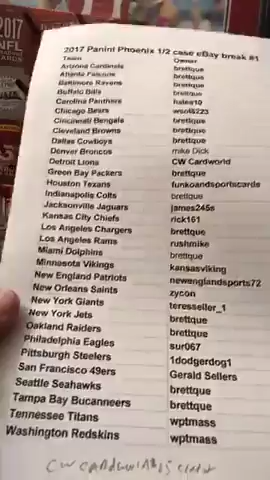 2017 Panini Phoenix 1/2 case eBay break #1
Team Owner
Arizona Cardinals brettque
Atlanta Falcons brettque
Baltimore Ravens brettque
Buffalo Bills brettque
Carolina Panthers hales10
Chicago Bears
Cincinnati Bengals brettque
Cleveland Browns brettque
Dallas Cowboys brettque
Denver Broncos mike Dick
Detroit Lions CW Cardworld
Green Bay Packers brettque
Houston Texans funkoandsportscards
Indianapolis Colts brettque
Jacksonville Jaguars james245s
Kansas City Chiefs rick161
Los Angeles Chargers brettque
Los Angeles Rams rushmike
Miami Dolphins brettque
Minnesota Vikings kansasviking
New England Patriots newenglandsports72
New Orleans Saints zycon
New York Giants teresseller_1
New York Jets brettque
Oakland Raiders brettque
Philadelphia Eagles sur067
Pittsburgh Steelers 1dodgerdog1
San Francisco 49ers Gerald Sellers
Seattle Seahawks brettque
Tampa Bay Bucanneers brettque
Tennessee Titans wptmass
Washington Redskins wptmass
2017
NFL